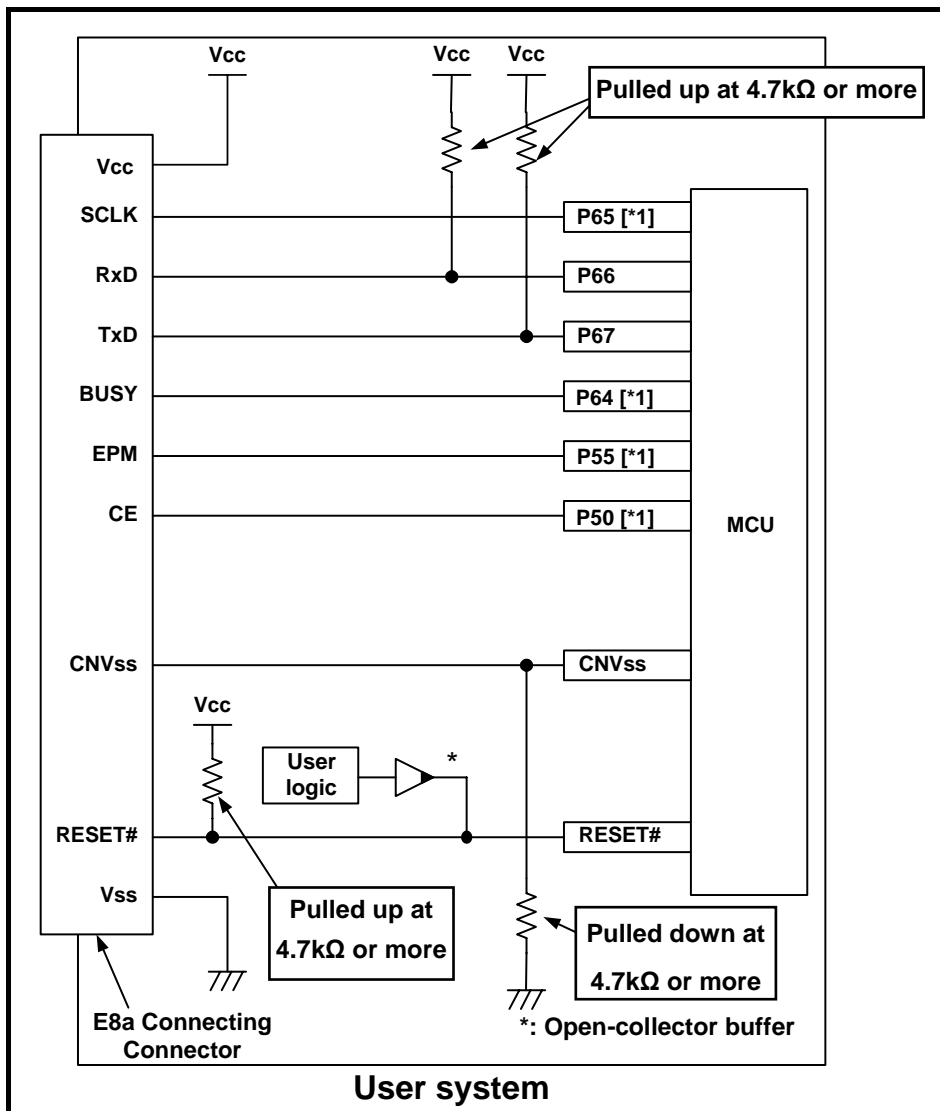 Vcc
Vcc
Vcc
Pulled up at 4.7kΩ or more
Vcc
SCLK
P65 [*1]
RxD
P66
TxD
P67
BUSY
P64 [*1]
EPM
P55 [*1]
CE
P50 [*1]
MCU
CNVss
CNVss
Vcc
User
logic
*
RESET#
RESET#
Vss
Pulled up at
4.7kΩ or more
Pulled down at
4.7kΩ or more
E8a Connecting
Connector
*: Open-collector buffer
User system